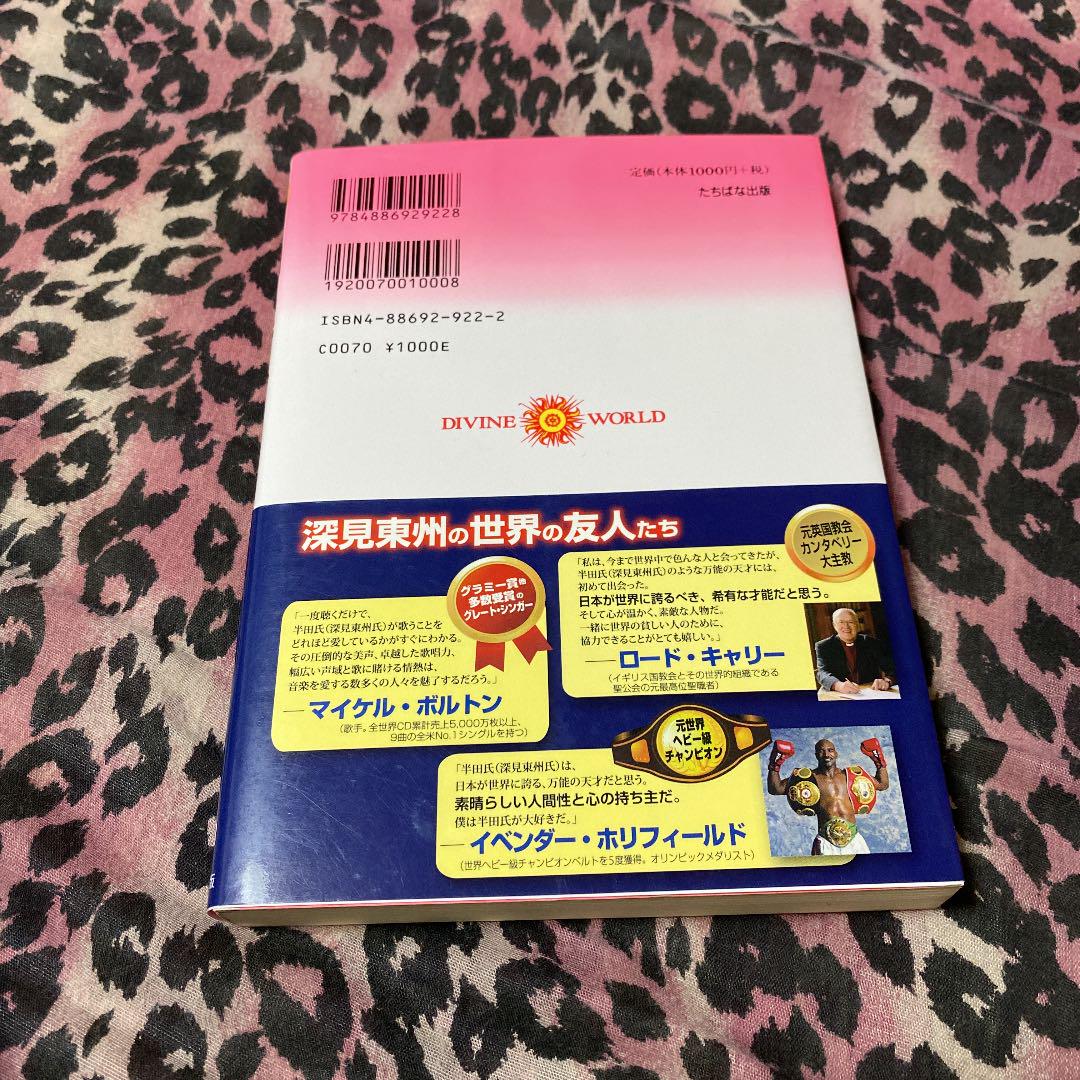 定価（本体1000円＋税）
たちばな出版
9784886929228
1920070010008
ISBN4-88692-922-2
C0070 ¥1000E
DIVINE WORLD
深見東州の世界の友人たち
元英国教会
カンタベリー
大主教
「私は、今まで世界中で色んな人と会ってきたが、
半田氏（深見東州氏）のような万能の天才には、
初めて出会った。
日本が世界に誇るべき、希有な才能だと思う。
そして心が温かく、素敵な人物だ。
一緒に世界の貧しい人のために、
協力できることがとても嬉しい。」
――ロード・キャリー
（イギリス国教会とその世界的組織である
聖公会の元最高位聖職者）
グラミー賞他
多数受賞の
グレート・シンガー
「一度聴くだけで、
半田氏（深見東州氏）が歌うことを
どれほど愛しているかがすぐにわかる。
その圧倒的な美声、卓越した歌唱力、
幅広い声域と歌に賭ける情熱は、
音楽を愛する数多くの人々を魅了するだろう。」
――マイケル・ボルトン
（歌手。全世界CD累計売上5,000万枚以上、
9曲の全米No.1シングルを持つ）
元世界
ヘビー級
チャンピオン
「半田氏（深見東州氏）は、
日本が世界に誇る、万能の天才だと思う。
素晴らしい人間性と心の持ち主だ。
僕は半田氏が大好きだ。」
――イベンダー・ホリフィールド
（世界ヘビー級チャンピオンベルトを5度獲得。オリンピックメダリスト）
版